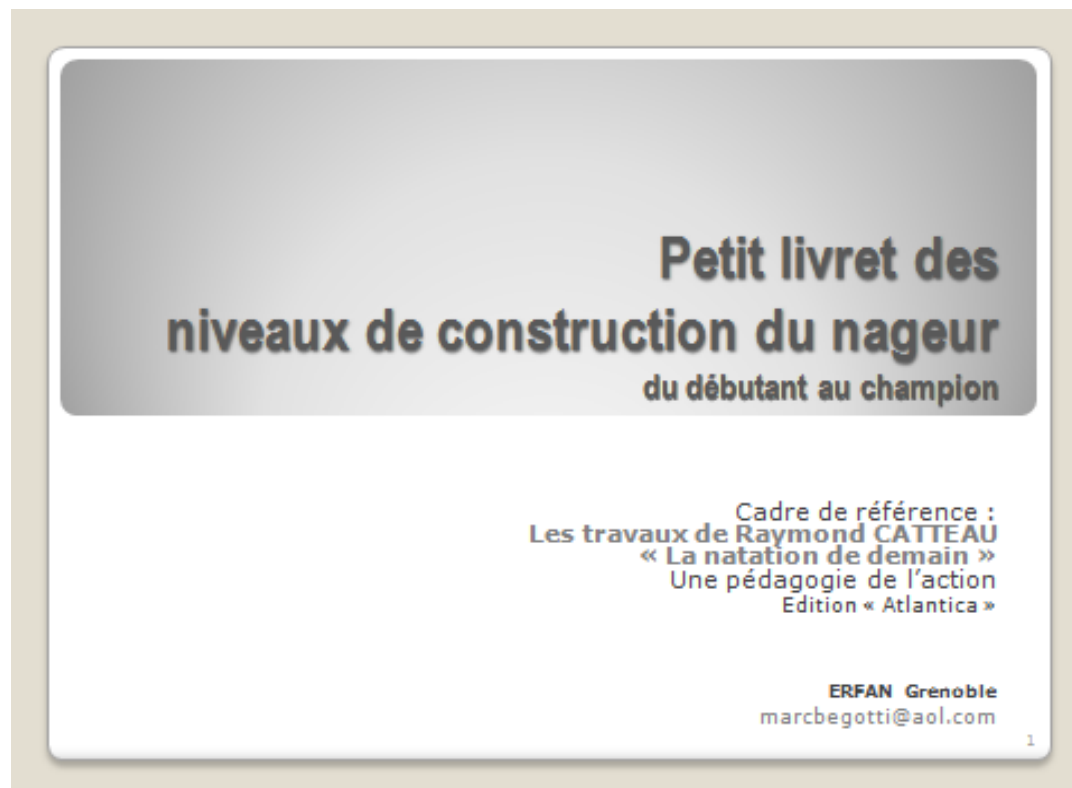 Petit livret des
niveaux de construction du nageur
du débutant au champion
Cadre de référence :
Les travaux de Raymond CATTEAU
« La natation de demain »
Une pédagogie de l’action
Edition « Atlantica »
ERFAN Grenoble
marcbegotti@aol.com
1